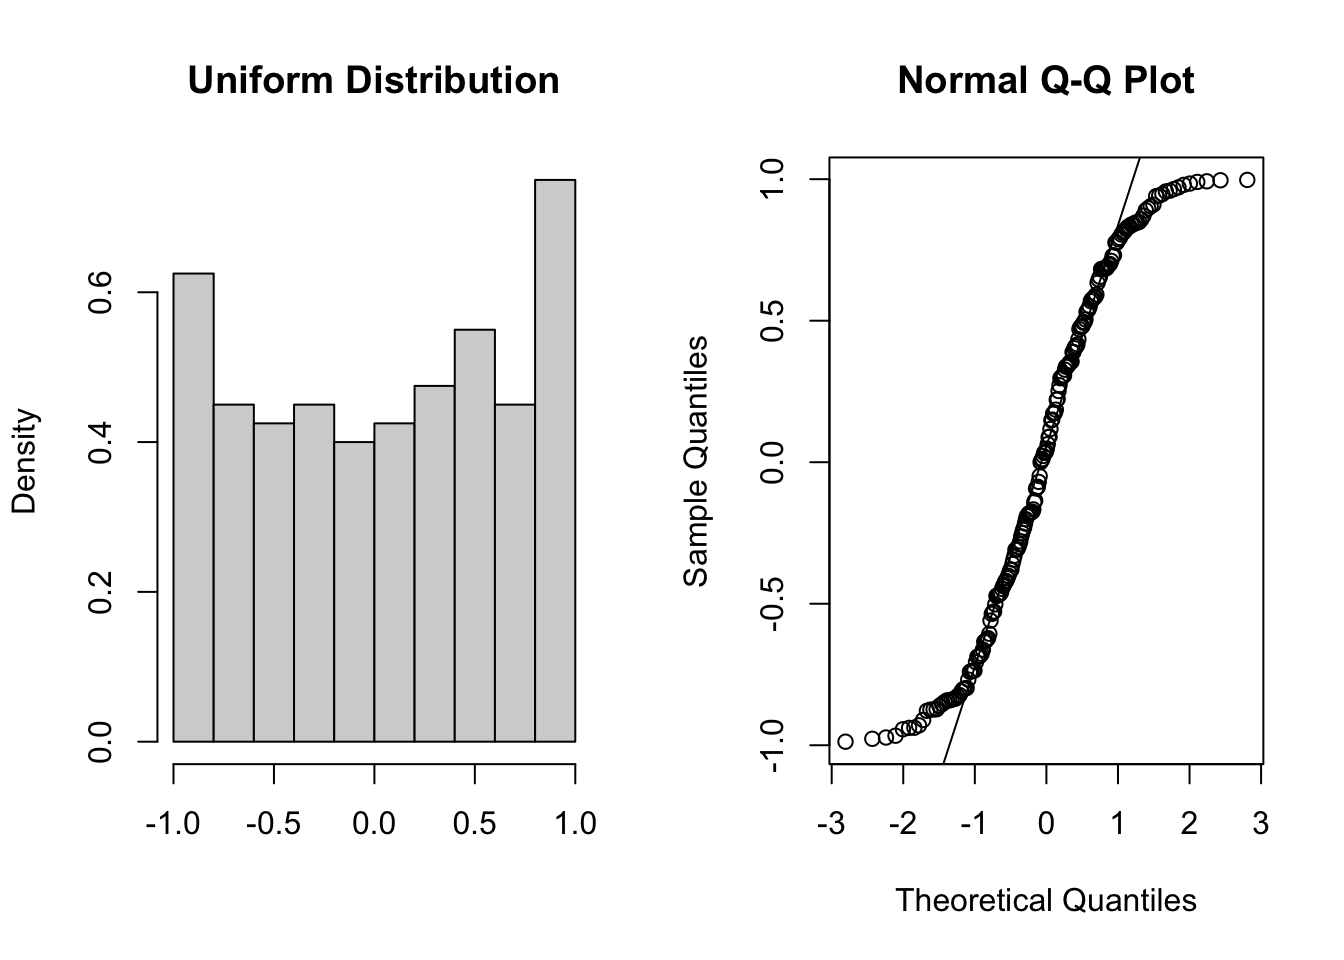 Uniform Distribution
Density
0.0
0.2
0.4
0.6
-1.0 -0.5 0.0 0.5 1.0
Normal Q-Q Plot
Sample Quantiles
-1.0
-0.5
0.0
0.5
1.0
-3 -2 -1 0 1 2 3
Theoretical Quantiles